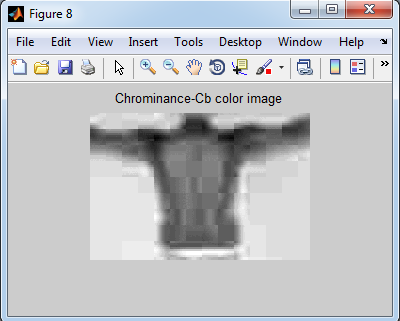 Figure 8
File Edit View Insert Tools Desktop Window Help
Chrominance-Cb color image